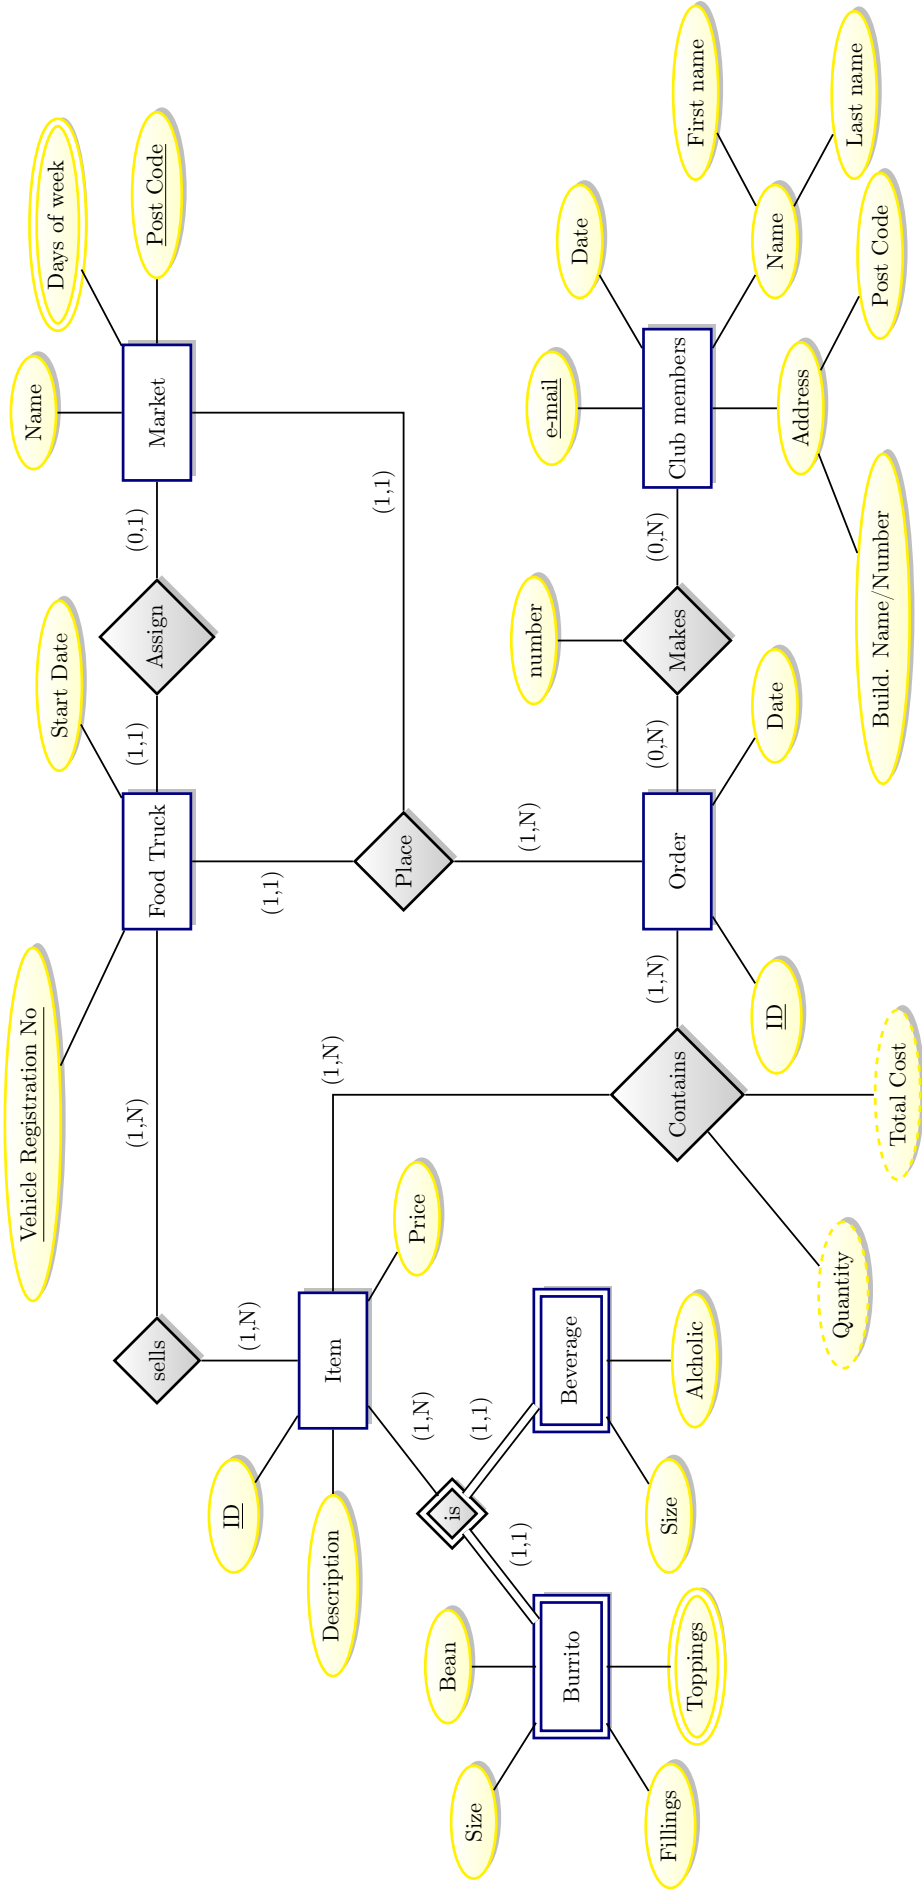 Vehicle Registration No
Name
Start Date
Days of week
(1,N)
(1,1)
(0,1)
sells
Food Truck
Assign
Market
Post Code
ID
(1,N)
(1,1)
Description
Item
(1,N)
(1,1)
Place
Price
(1,N)
Bean
is
Size
(1,1)
(1,1)
(1,N)
number
e-mail
Burrito
Beverage
Date
(1,N)
(0,N)
(0,N)
Fillings
Size
Contains
Order
Makes
Club members
Toppings
Alcholic
First name
ID
Date
Name
Address
Quantity
Last name
Build. Name/Number
Post Code
Total Cost